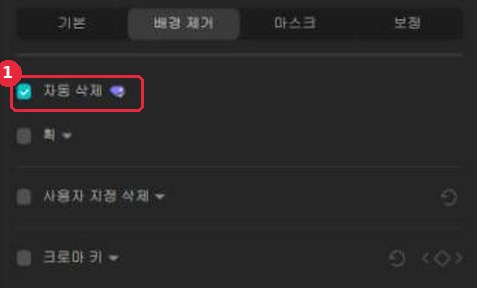 기본 배경 제거 마스크 보정
1
자동 삭제
획
사용자 지정 삭제
크로마 키